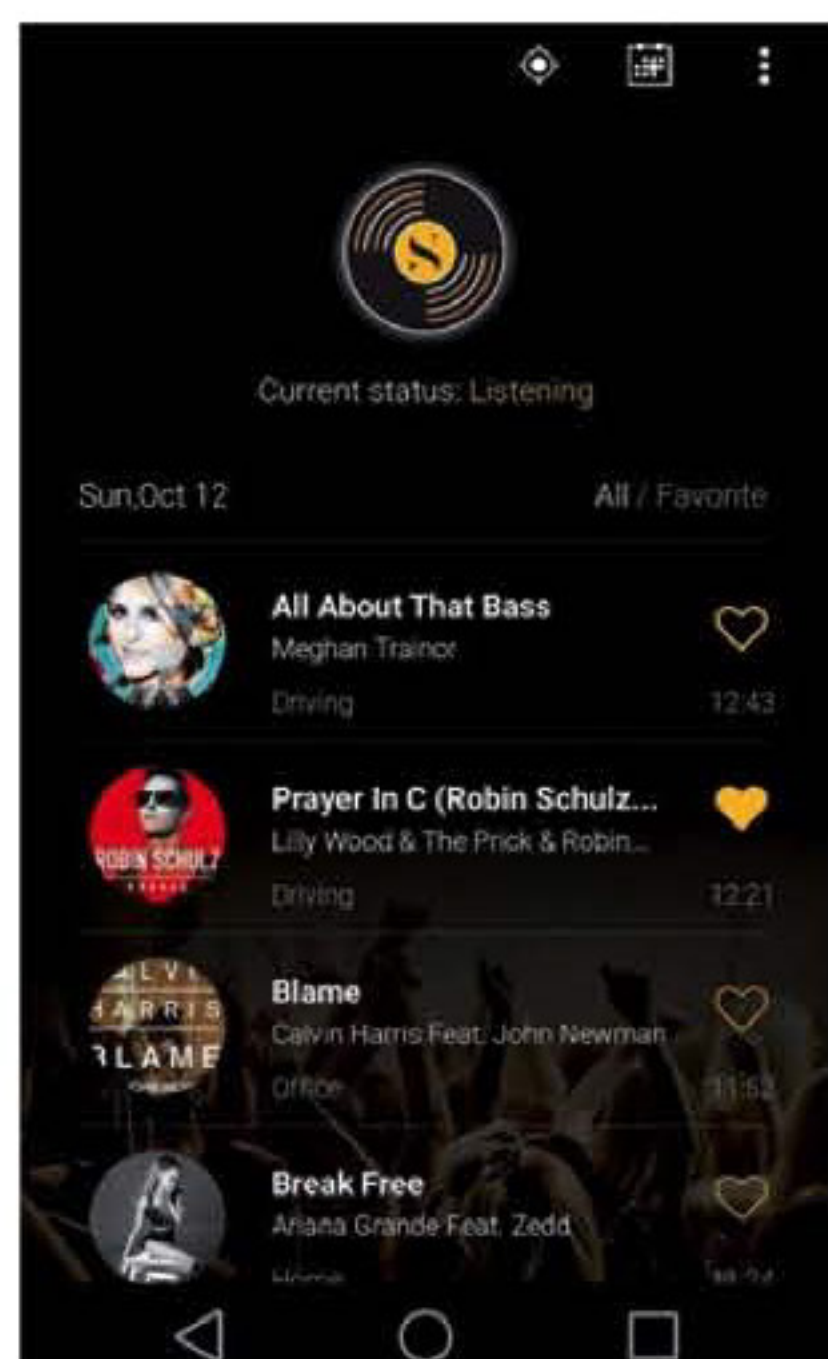 Current status: Listening
Sun,Oct 12
All / Favorite
All About That Bass
Meghan Trainor
Driving
12:43
Prayer In C (Robin Schulz...
Lilly Wood & The Prick & Robin...
Driving
12:21
ROBIN SCHULZ
HARRIS
BLAME
Blame
Calvin Harris Feat. John Newman
Office
11:52
Break Free
Ariana Grande Feat. Zedd
Home